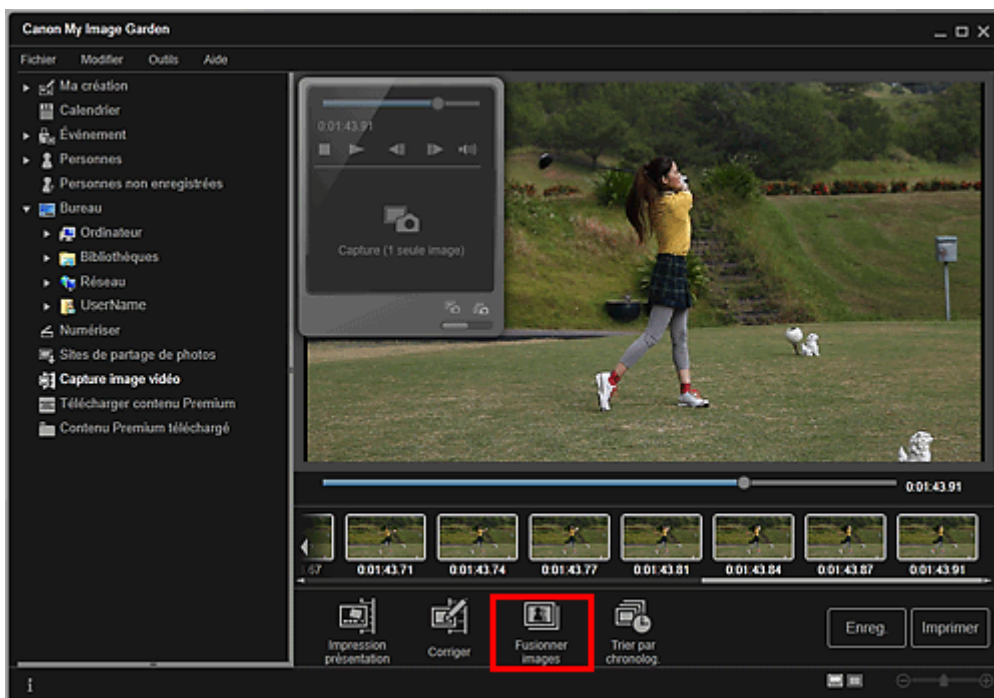 Canon My Image Garden
Fichier Modifier Outils Aide
Ma création
Calendrier
Événement
Personnes
Personnes non enregistrées
Bureau
Ordinateur
Bibliothèques
Réseau
UserName
Numériser
Sites de partage de photos
Capture image vidéo
Télécharger contenu Premium
Contenu Premium téléchargé
0:01:43.91
Capture (1 seule image)
0:01:43.91
3.67 0:01:43.71 0:01:43.74 0:01:43.77 0:01:43.81 0:01:43.84 0:01:43.87 0:01:43.91
Impression
présentation
Corriger
Fusionner
images
Trier par
chronolog.
Enreg.
Imprimer